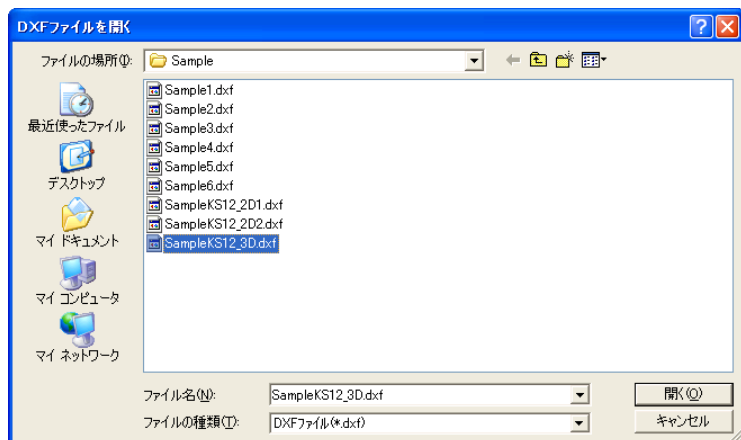 DXFファイルを開く
ファイルの場所(I):
Sample
最近使ったファイル
デスクトップ
マイ ドキュメント
マイ コンピュータ
マイ ネットワーク
Sample1.dxf
Sample2.dxf
Sample3.dxf
Sample4.dxf
Sample5.dxf
Sample6.dxf
SampleKS12_2D1.dxf
SampleKS12_2D2.dxf
SampleKS12_3D.dxf
ファイル名(N):
SampleKS12_3D.dxf
開く(O)
ファイルの種類(T):
DXFファイル(*.dxf)
キャンセル